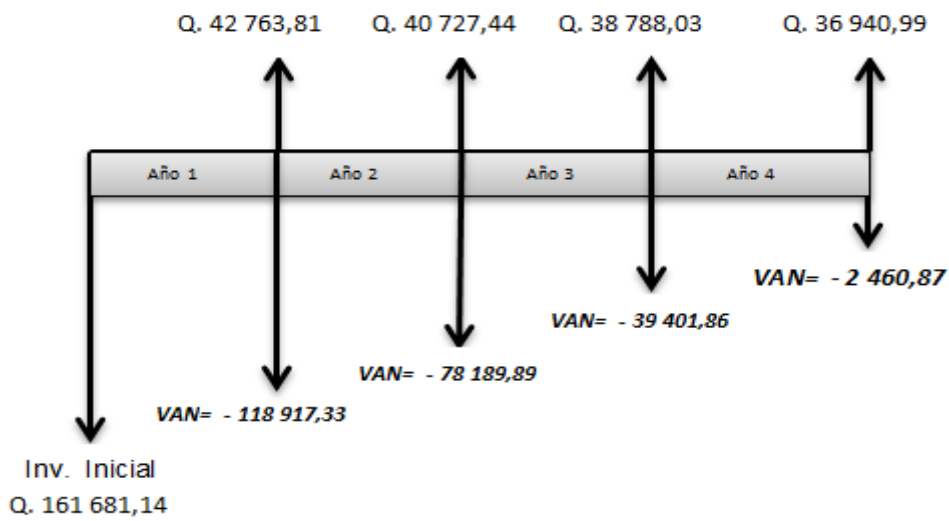 Q. 42 763,81 Q. 40 727,44 Q. 38 788,03 Q. 36 940,99
Año 1 Año 2 Año 3 Año 4
VAN= - 2 460,87
VAN= - 39 401,86
VAN= - 78 189,89
VAN= - 118 917,33
Inv. Inicial
Q. 161 681,14